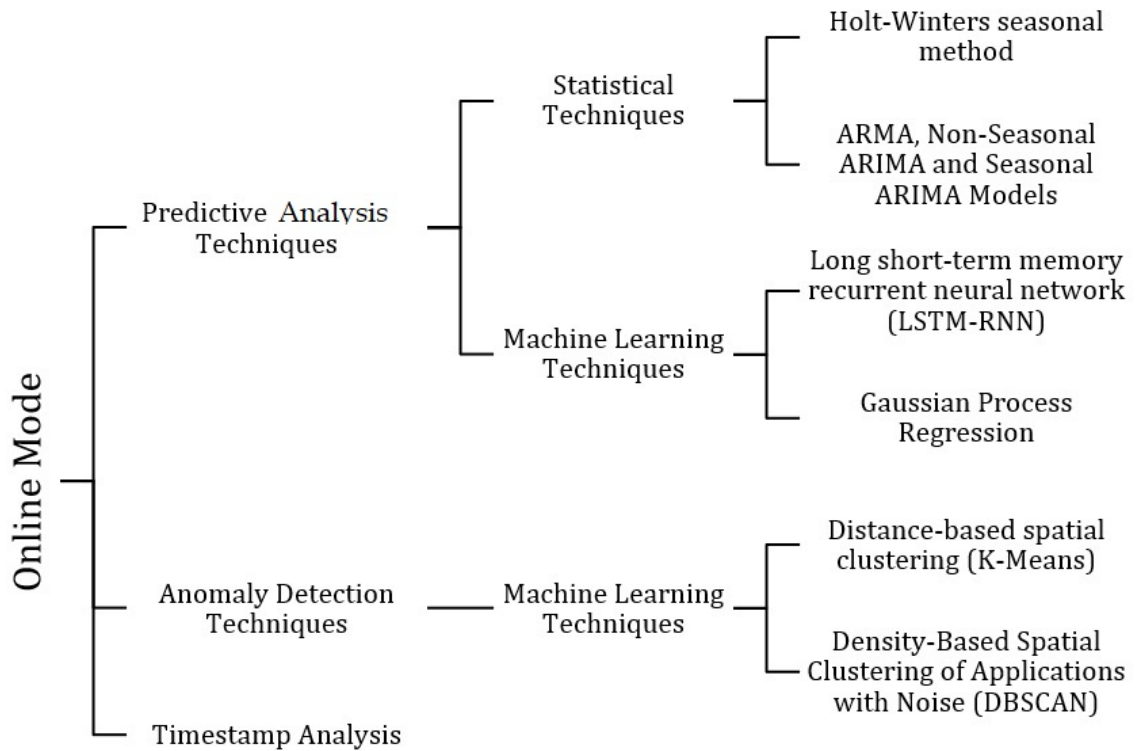 Online Mode
Predictive Analysis
Techniques
Statistical
Techniques
Holt-Winters seasonal
method
ARMA, Non-Seasonal
ARIMA and Seasonal
ARIMA Models
Machine Learning
Techniques
Long short-term memory
recurrent neural network
(LSTM-RNN)
Gaussian Process
Regression
Anomaly Detection
Techniques
Machine Learning
Techniques
Distance-based spatial
clustering (K-Means)
Density-Based Spatial
Clustering of Applications
with Noise (DBSCAN)
Timestamp Analysis